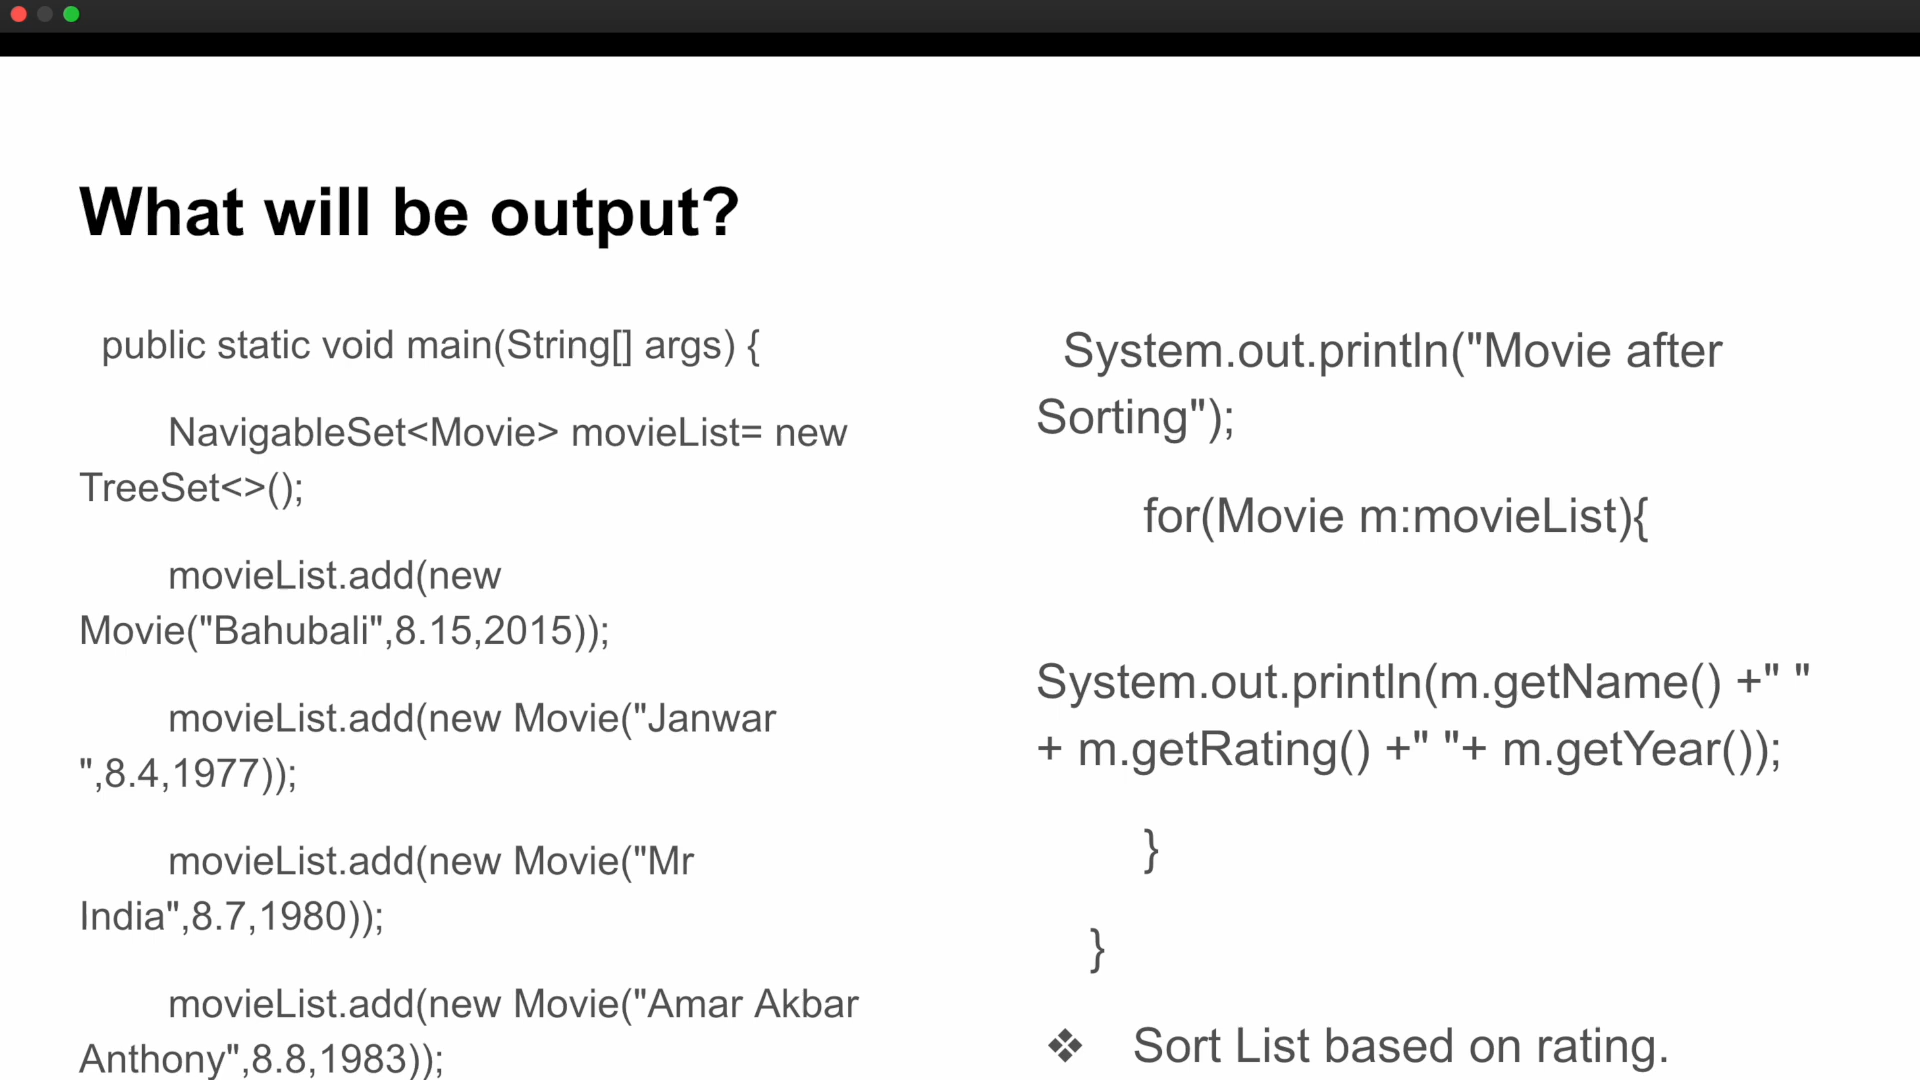 What will be output?
public static void main(String[] args) {
NavigableSet<Movie> movieList= new
TreeSet<>();
movieList.add(new
Movie("Bahubali",8.15,2015));
movieList.add(new Movie("Janwar
",8.4,1977));
movieList.add(new Movie("Mr
India",8.7,1980));
movieList.add(new Movie("Amar Akbar
Anthony",8.8,1983));
System.out.println("Movie after
Sorting");
for(Movie m:movieList){
System.out.println(m.getName() +" "
+ m.getRating() +" "+ m.getYear());
}
}
❖ Sort List based on rating.